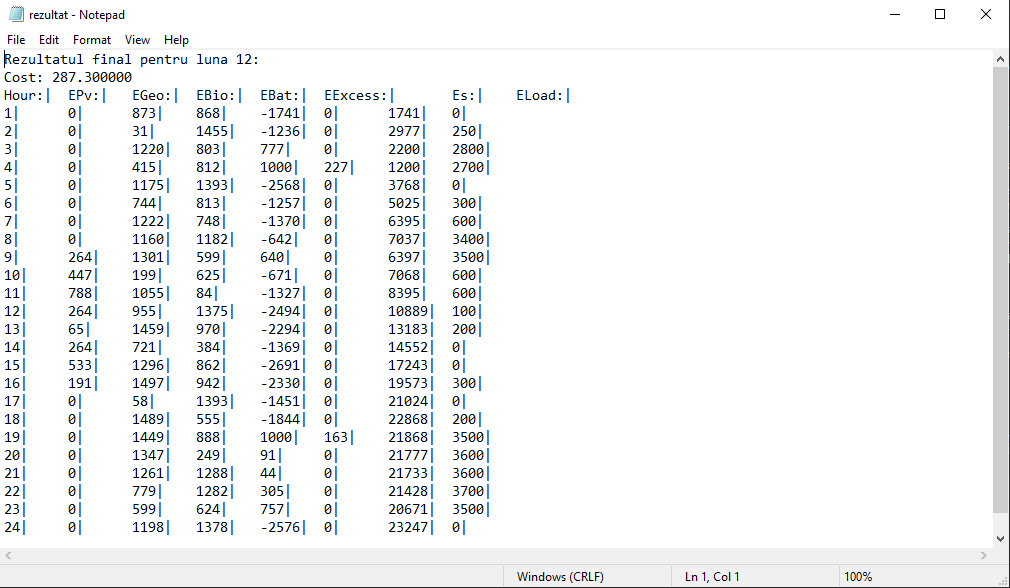 rezultat - Notepad
File Edit Format View Help
Rezultatul final pentru luna 12:
Cost: 287.300000
Hour:| EPv:| EGeo:| EBio:| EBat:| EExcess:| Es:| ELoad:|
1| 0| 873| 868| -1741| 0| 1741| 0|
2| 0| 31| 1455| -1236| 0| 2977| 250|
3| 0| 1220| 803| 777| 0| 2200| 2800|
4| 0| 415| 812| 1000| 227| 1200| 2700|
5| 0| 1175| 1393| -2568| 0| 3768| 0|
6| 0| 744| 813| -1257| 0| 5025| 300|
7| 0| 1222| 748| -1370| 0| 6395| 600|
8| 0| 1160| 1182| -642| 0| 7037| 3400|
9| 264| 1301| 599| 640| 0| 6397| 3500|
10| 447| 199| 625| -671| 0| 7068| 600|
11| 788| 1055| 84| -1327| 0| 8395| 600|
12| 264| 955| 1375| -2494| 0| 10889| 100|
13| 65| 1459| 970| -2294| 0| 13183| 200|
14| 264| 721| 384| -1369| 0| 14552| 0|
15| 533| 1296| 862| -2691| 0| 17243| 0|
16| 191| 1497| 942| -2330| 0| 19573| 300|
17| 0| 58| 1393| -1451| 0| 21024| 0|
18| 0| 1489| 555| -1844| 0| 22868| 200|
19| 0| 1449| 888| 1000| 163| 21868| 3500|
20| 0| 1347| 249| 91| 0| 21777| 3600|
21| 0| 1261| 1288| 44| 0| 21733| 3600|
22| 0| 779| 1282| 305| 0| 21428| 3700|
23| 0| 599| 624| 757| 0| 20671| 3500|
24| 0| 1198| 1378| -2576| 0| 23247| 0|
Windows (CRLF) Ln 1, Col 1 100%